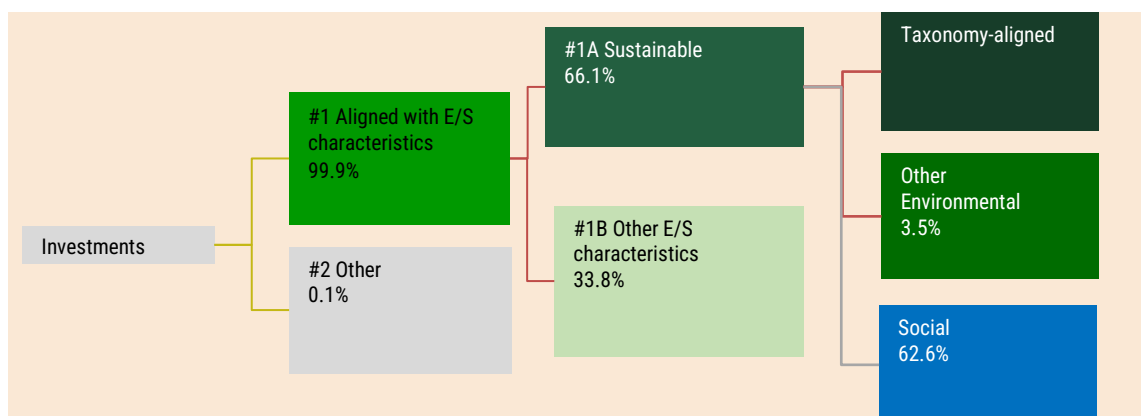 Investments
#1 Aligned with E/S
characteristics
99.9%
#2 Other
0.1%
#1A Sustainable
66.1%
#1B Other E/S
characteristics
33.8%
Taxonomy-aligned
Other
Environmental
3.5%
Social
62.6%